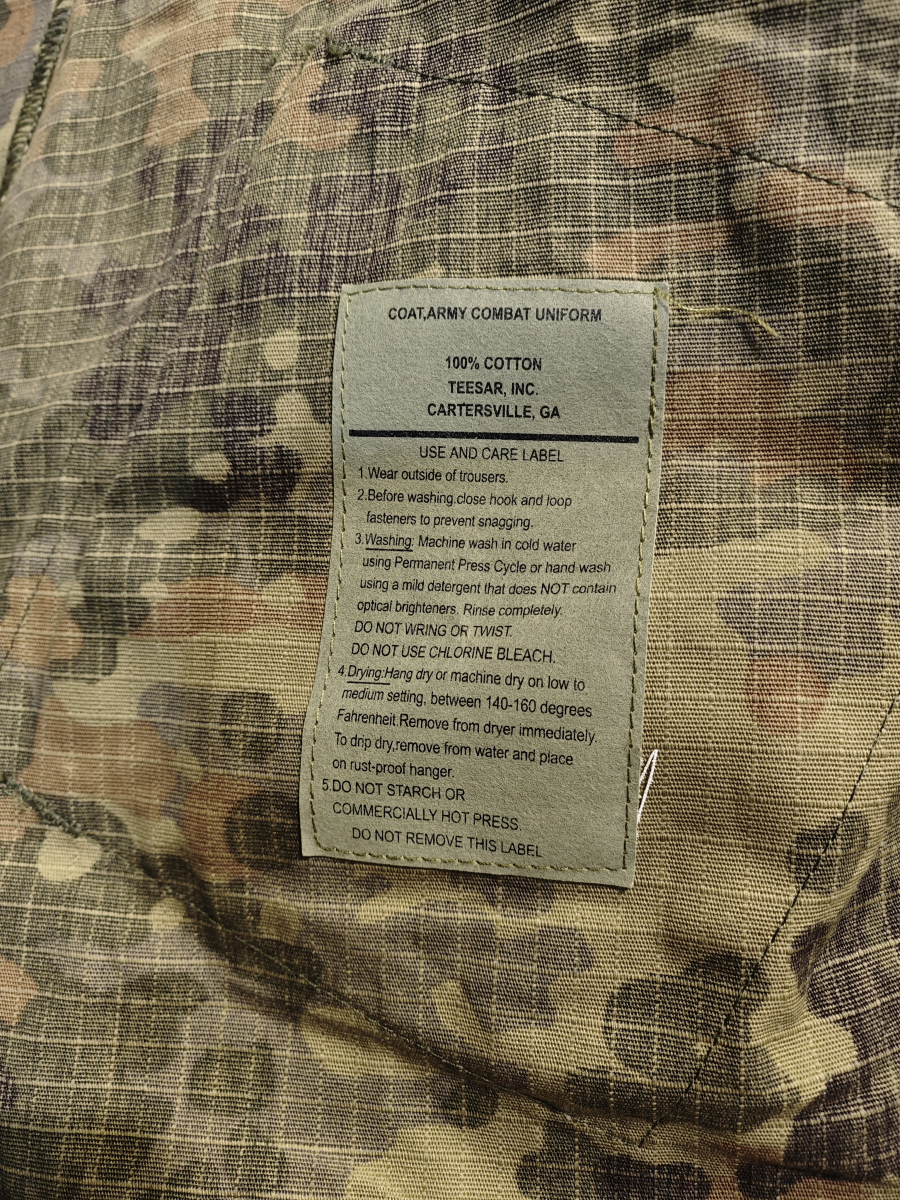 COAT,ARMY COMBAT UNIFORM
100% COTTON
TEESAR, INC.
CARTERSVILLE, GA
USE AND CARE LABEL
1.Wear outside of trousers.
2.Before washing.close hook and loop
fasteners to prevent snagging.
3.Washing: Machine wash in cold water
using Permanent Press Cycle or hand wash
using a mild detergent that does NOT contain
optical brighteners. Rinse completely.
DO NOT WRING OR TWIST.
DO NOT USE CHLORINE BLEACH.
4.Drying:Hang dry or machine dry on low to
medium setting, between 140-160 degrees
Fahrenheit.Remove from dryer immediately.
To drip dry,remove from water and place
on rust-proof hanger.
5.DO NOT STARCH OR
COMMERCIALLY HOT PRESS.
DO NOT REMOVE THIS LABEL